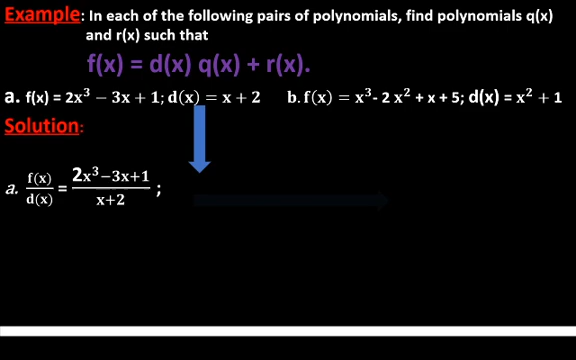 Example: In each of the following pairs of polynomials, find polynomials q(x)
and r(x) such that
f(x) = d(x) q(x) + r(x).
a. f(x) = 2x³ − 3x + 1; d(x) = x + 2 b. f(x) = x³- 2 x² + x + 5; d(x) = x² + 1
Solution:
a. f(x)/d(x) = 2x³−3x+1/x+2 ;